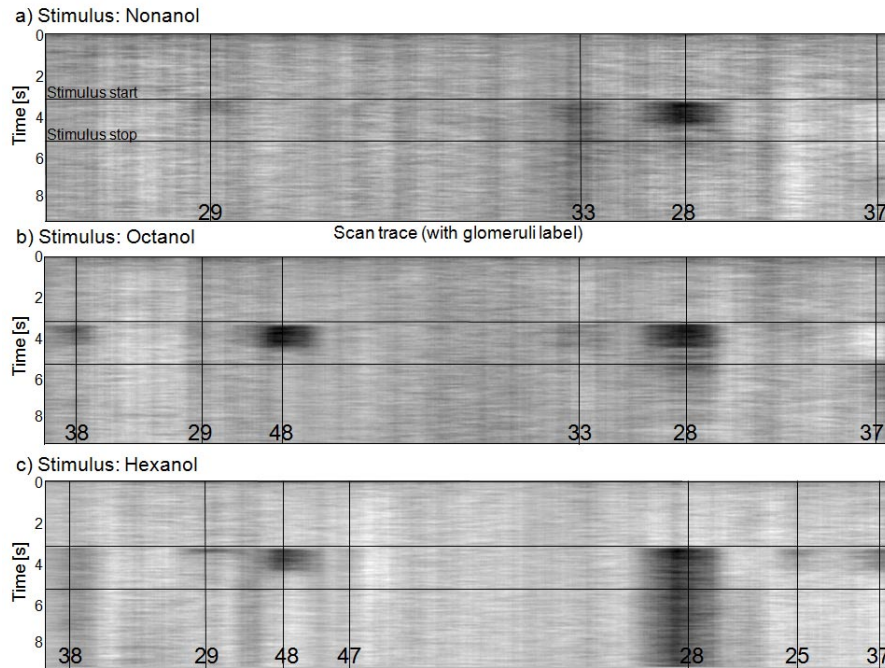 a) Stimulus: Nonanol
0
2
4
6
8
Time [s]
Stimulus start
Stimulus stop
29 33 28 37
Scan trace (with glomeruli label)
b) Stimulus: Octanol
0
2
4
6
8
Time [s]
38 29 48 33 28 37
c) Stimulus: Hexanol
0
2
4
6
8
Time [s]
38 29 48 47 28 25 37